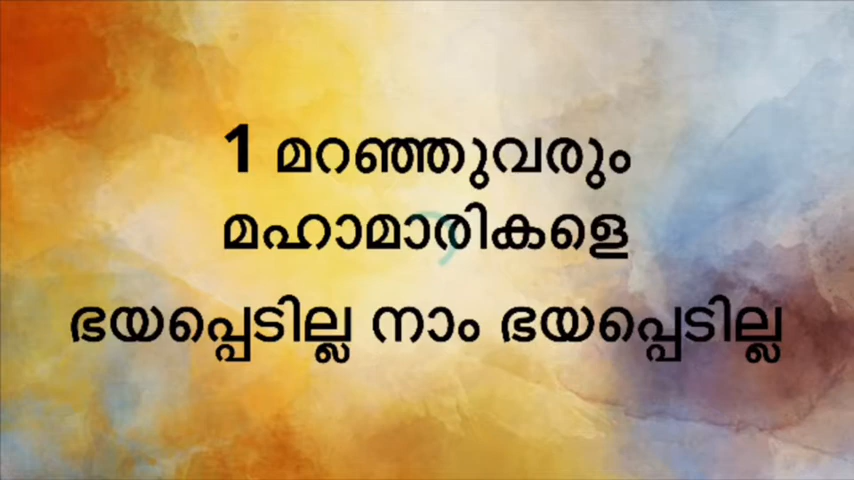 1 മറഞ്ഞുവരും
മഹാമാരികളെ
ഭയപ്പെടില്ല നാം ഭയപ്പെടില്ല